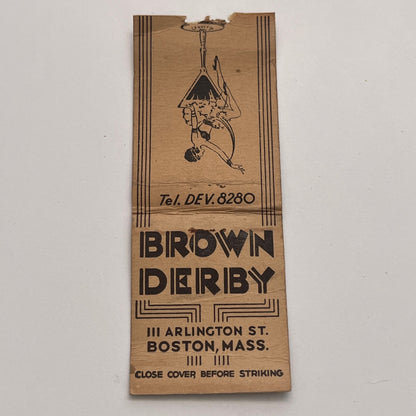 Tel. DEV. 8280
BROWN
DERBY
111 ARLINGTON ST.
BOSTON, MASS.
CLOSE COVER BEFORE STRIKING